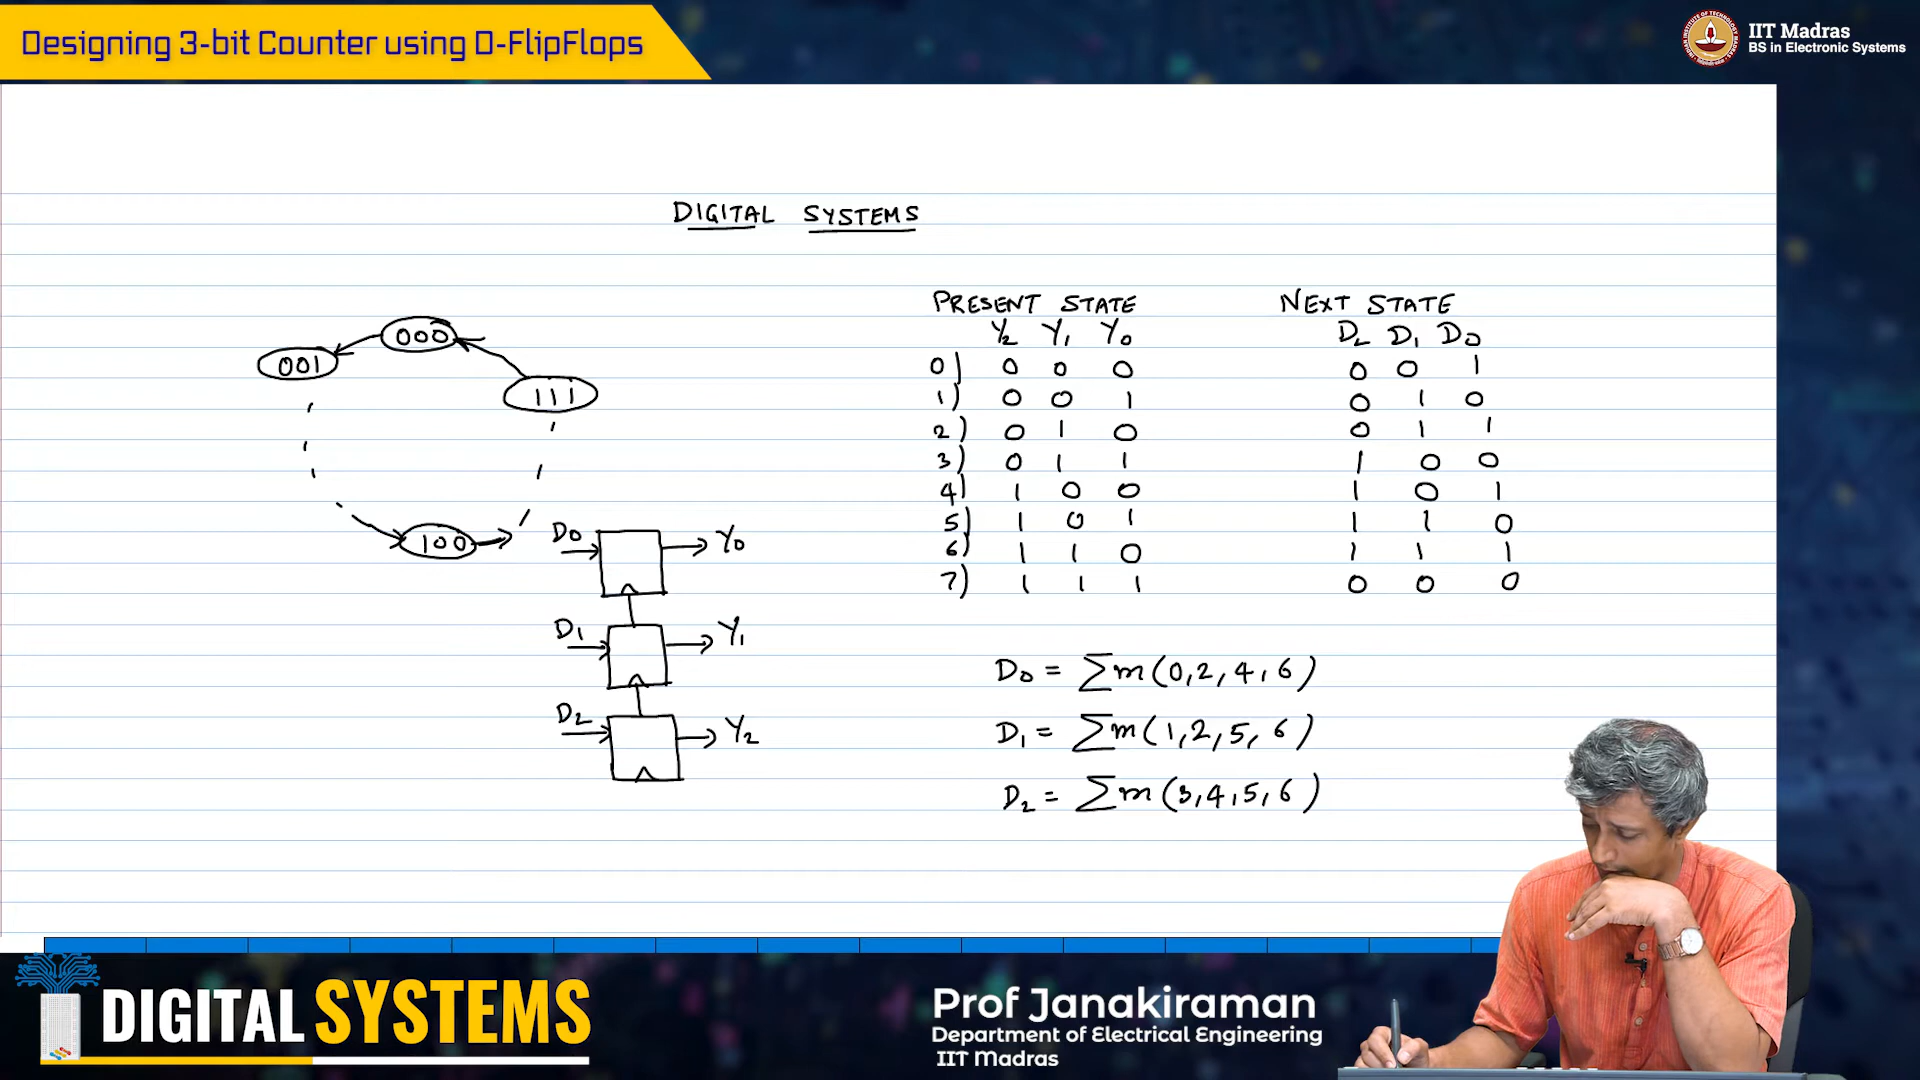 Designing 3-bit Counter using D-FlipFlops
IIT Madras
BS in Electronic Systems
DIGITAL SYSTEMS
PRESENT STATE NEXT STATE
Y2 Y1 Y0 D2 D1 D0
0) 0 0 0 0 0 1
1) 0 0 1 0 1 0
2) 0 1 0 0 1 1
3) 0 1 1 1 0 0
4) 1 0 0 1 0 1
5) 1 0 1 1 1 0
6) 1 1 0 1 1 1
7) 1 1 1 0 0 0
000
001
111
100
D0 Y0
D1 Y1
D2 Y2
D0 = ∑m(0,2,4,6)
D1 = ∑m(1,2,5,6)
D2 = ∑m(3,4,5,6)
DIGITAL SYSTEMS
Prof Janakiraman
Department of Electrical Engineering
IIT Madras